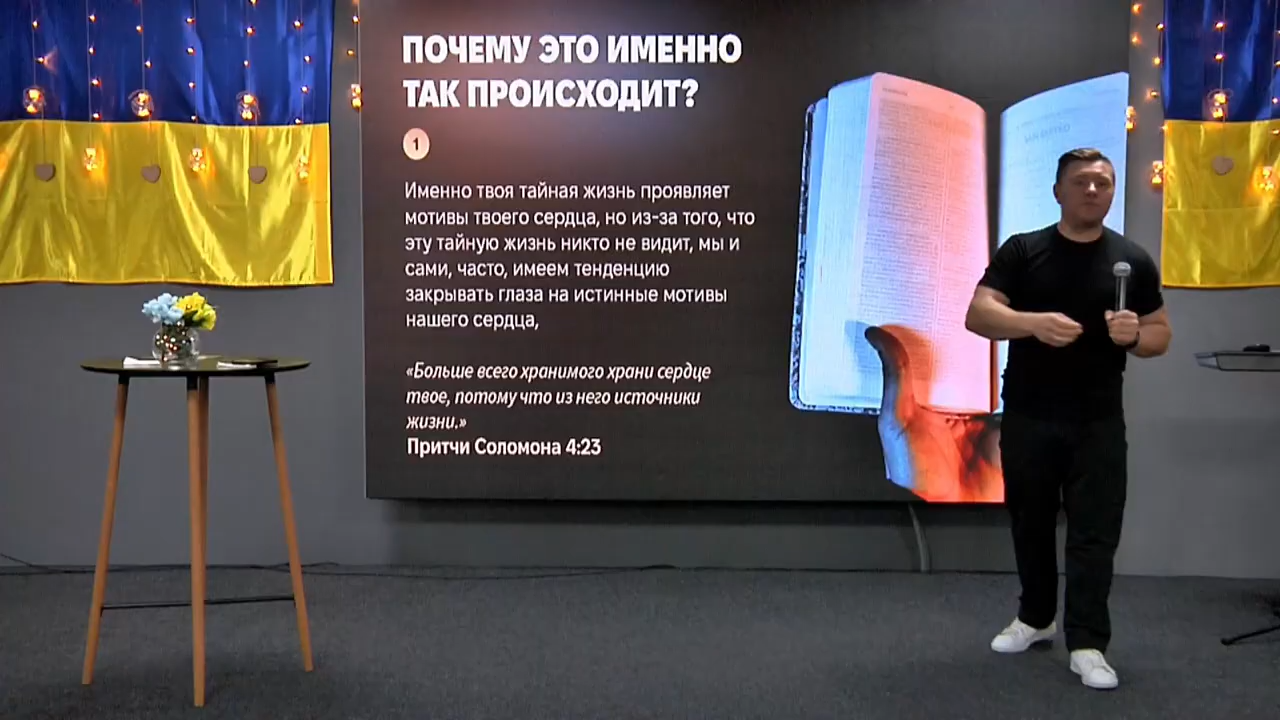 ПОЧЕМУ ЭТО ИМЕННО
ТАК ПРОИСХОДИТ?
1
Именно твоя тайная жизнь проявляет
мотивы твоего сердца, но из-за того, что
эту тайную жизнь никто не видит, мы и
сами, часто, имеем тенденцию
закрывать глаза на истинные мотивы
нашего сердца,
«Больше всего хранимого храни сердце
твое, потому что из него источники
жизни.»
Притчи Соломона 4:23